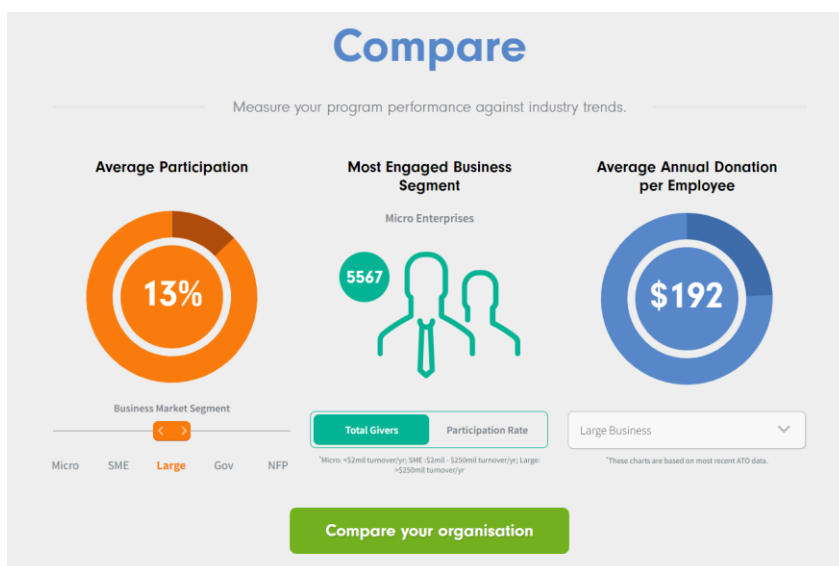 Compare
Measure your program performance against industry trends.
Average Participation
13%
Business Market Segment
Micro
SME
Large
Gov
NFP
Most Engaged Business
Segment
Micro Enterprises
5567
Total Givers
Participation Rate
*Micro: <$2mil turnover/yr; SME :$2mil - $250mil turnover/yr; Large:
>$250mil turnover/yr
Average Annual Donation
per Employee
$192
Large Business
*These charts are based on most recent ATO data.
Compare your organisation